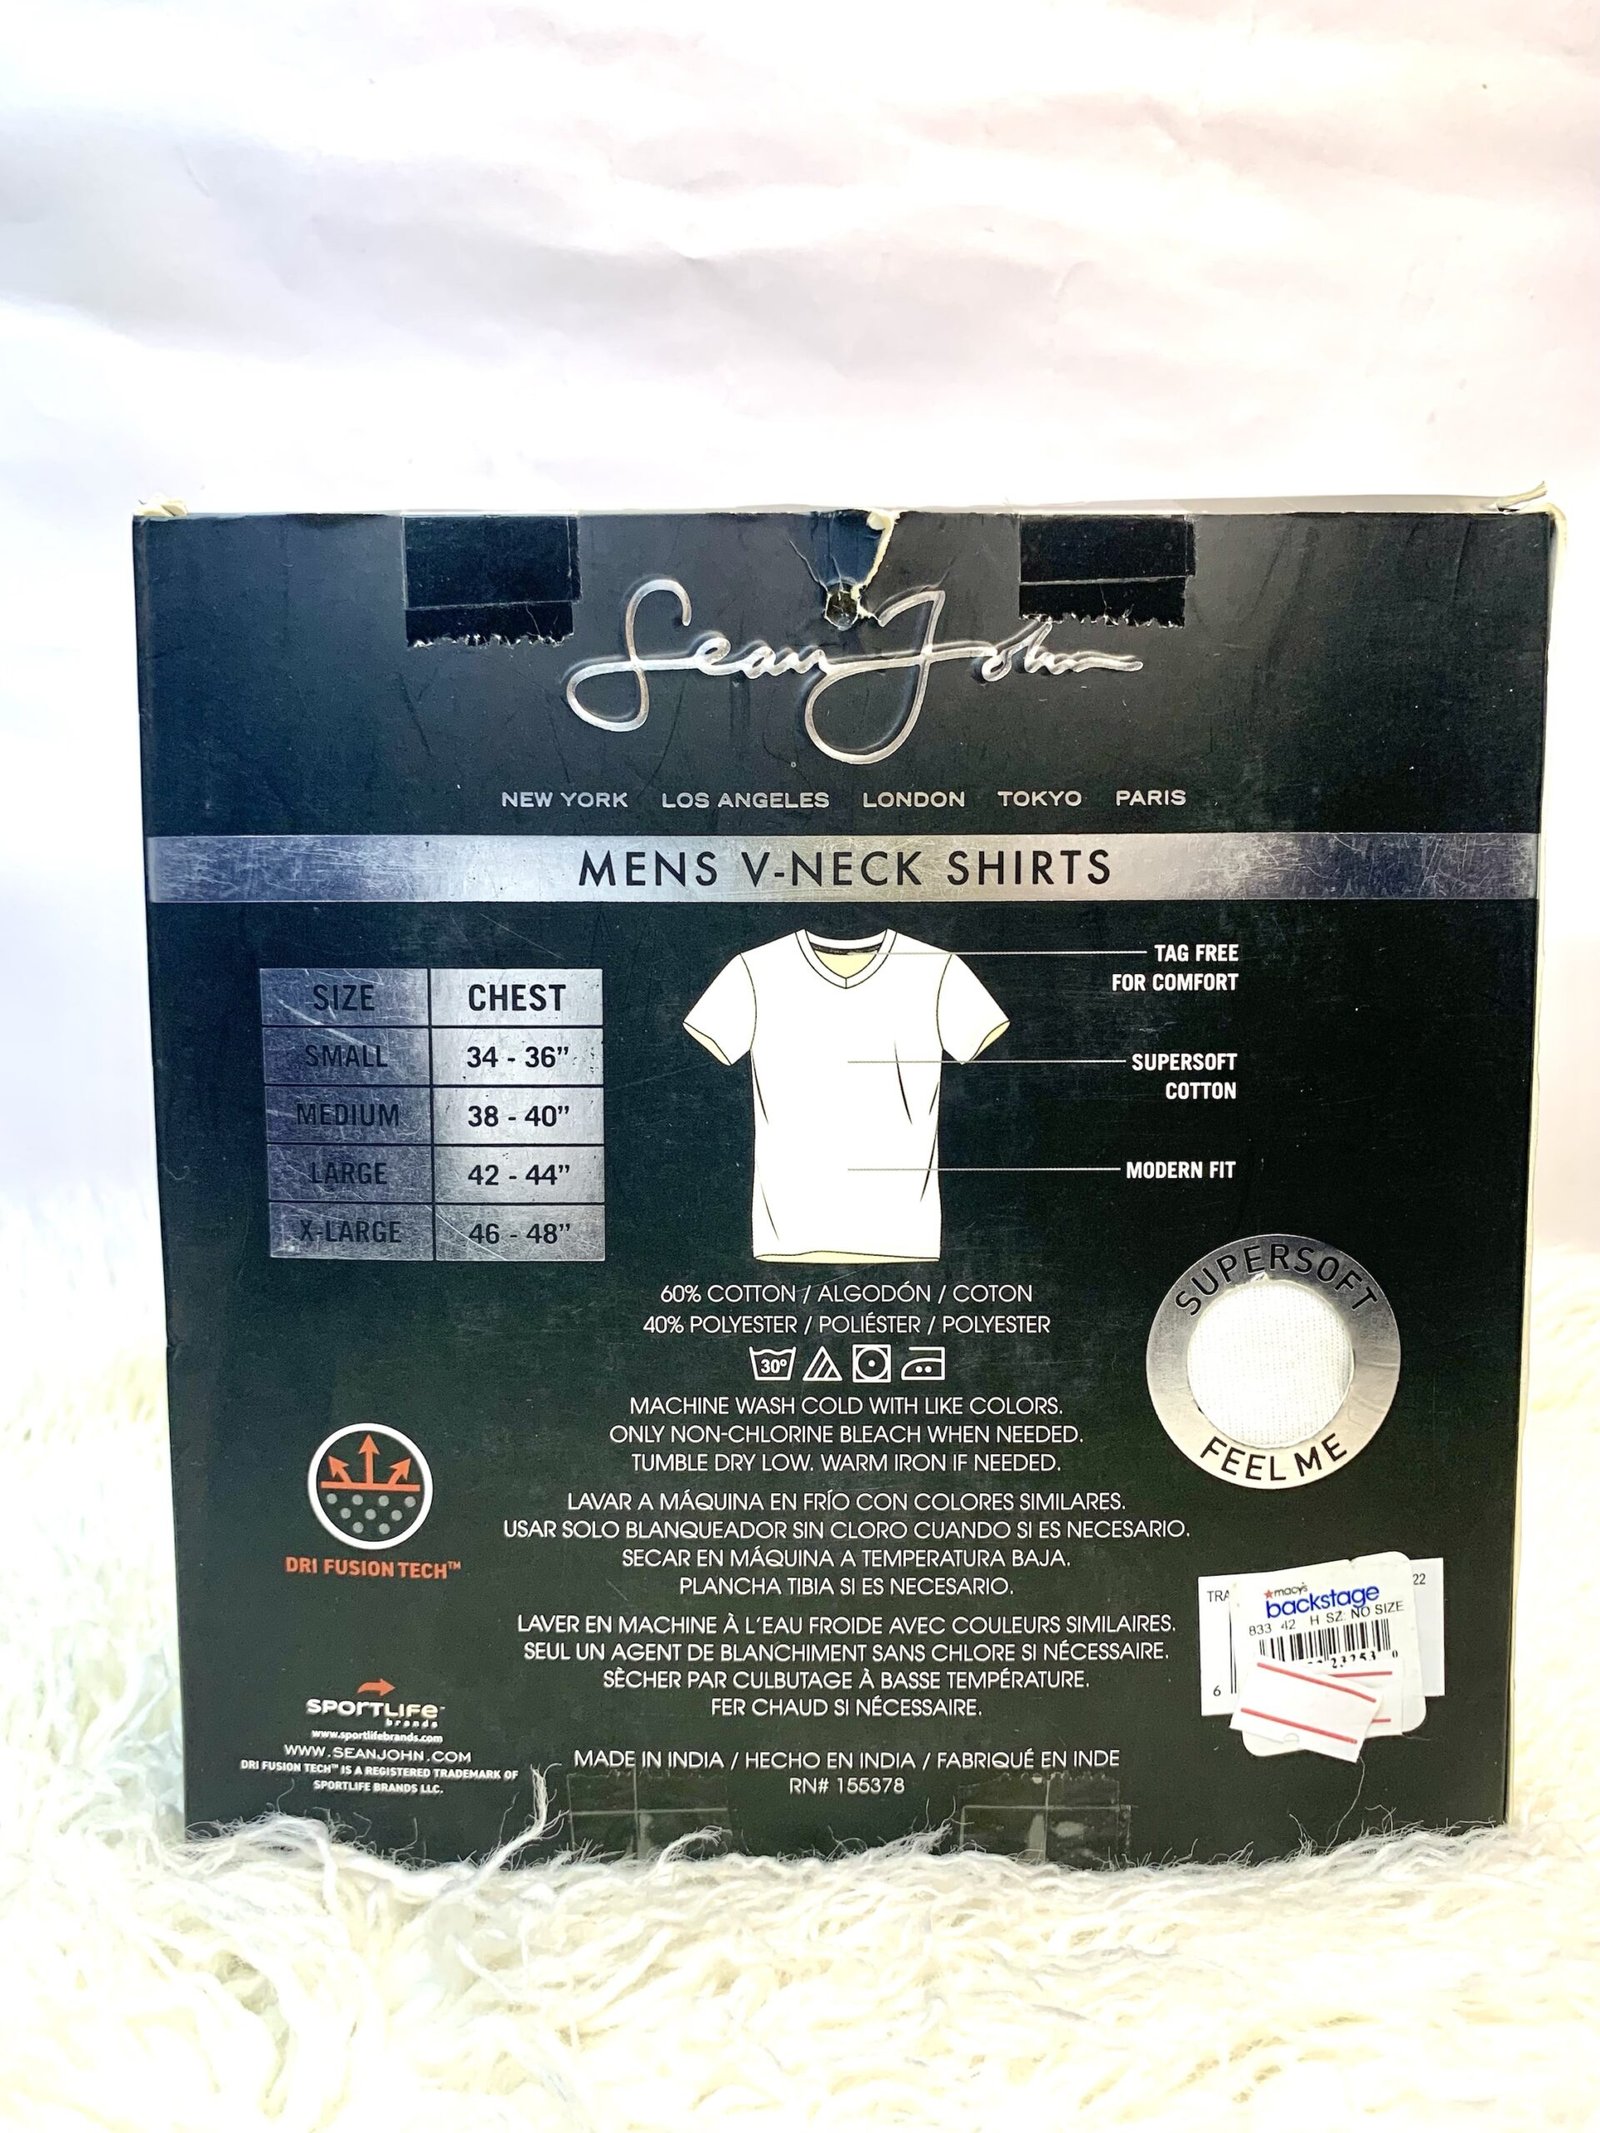 Sean John
NEW YORK LOS ANGELES LONDON TOKYO PARIS
MENS V-NECK SHIRTS
SIZE CHEST
SMALL 34 - 36”
MEDIUM 38 - 40”
LARGE 42 - 44”
X-LARGE 46 - 48”
TAG FREE
FOR COMFORT
SUPERSOFT
COTTON
MODERN FIT
60% COTTON / ALGODÓN / COTON
40% POLYESTER / POLIÉSTER / POLYESTER
30°
MACHINE WASH COLD WITH LIKE COLORS.
ONLY NON-CHLORINE BLEACH WHEN NEEDED.
TUMBLE DRY LOW. WARM IRON IF NEEDED.
LAVAR A MÁQUINA EN FRÍO CON COLORES SIMILARES.
USAR SOLO BLANQUEADOR SIN CLORO CUANDO SI ES NECESARIO.
SECAR EN MÁQUINA A TEMPERATURA BAJA.
PLANCHA TIBIA SI ES NECESARIO.
LAVER EN MACHINE À L’EAU FROIDE AVEC COULEURS SIMILAIRES.
SEUL UN AGENT DE BLANCHIMENT SANS CHLORE SI NÉCESSAIRE.
SÈCHER PAR CULBUTAGE À BASSE TEMPÉRATURE.
FER CHAUD SI NÉCESSAIRE.
MADE IN INDIA / HECHO EN INDIA / FABRIQUÉ EN INDE
RN# 155378
SUPERSOFT
FEEL ME
DRI FUSION TECH™
SPORTLIFE™
brands
www.sportlifebrands.com
WWW.SEANJOHN.COM
DRI FUSION TECH™ IS A REGISTERED TRADEMARK OF
SPORTLIFE BRANDS LLC.
TRA
22
macy's
backstage
833 42 H SZ: NO SIZE
6